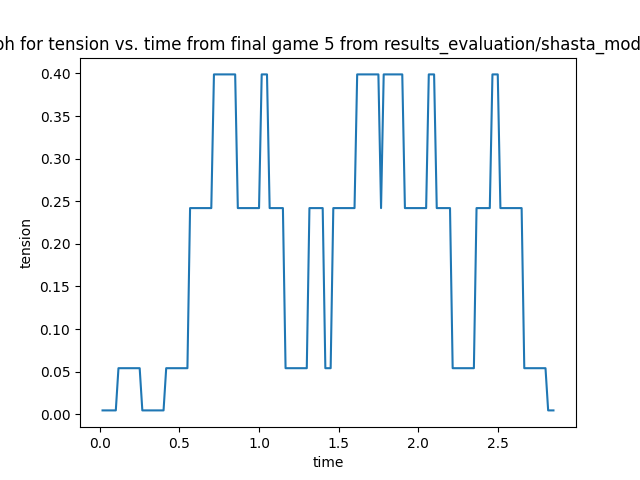 for tension vs. time from final game 5 from results_evaluation/shasta_mod
0.40
0.35
0.30
0.25
0.20
0.15
0.10
0.05
0.00
tension
0.0 0.5 1.0 1.5 2.0 2.5
time